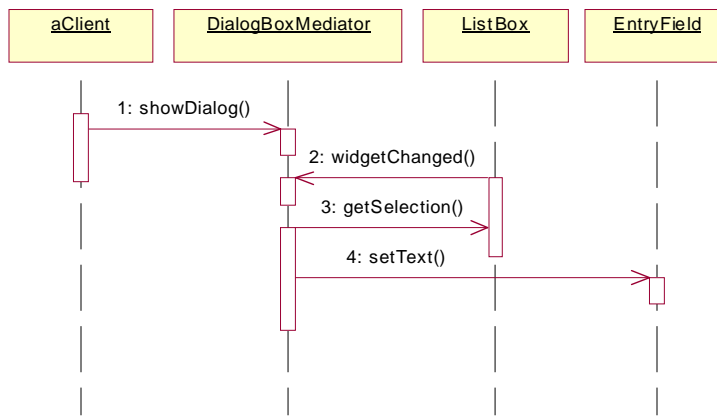 aClient
DialogBoxMediator
ListBox
EntryField
1: showDialog()
2: widgetChanged()
3: getSelection()
4: setText()